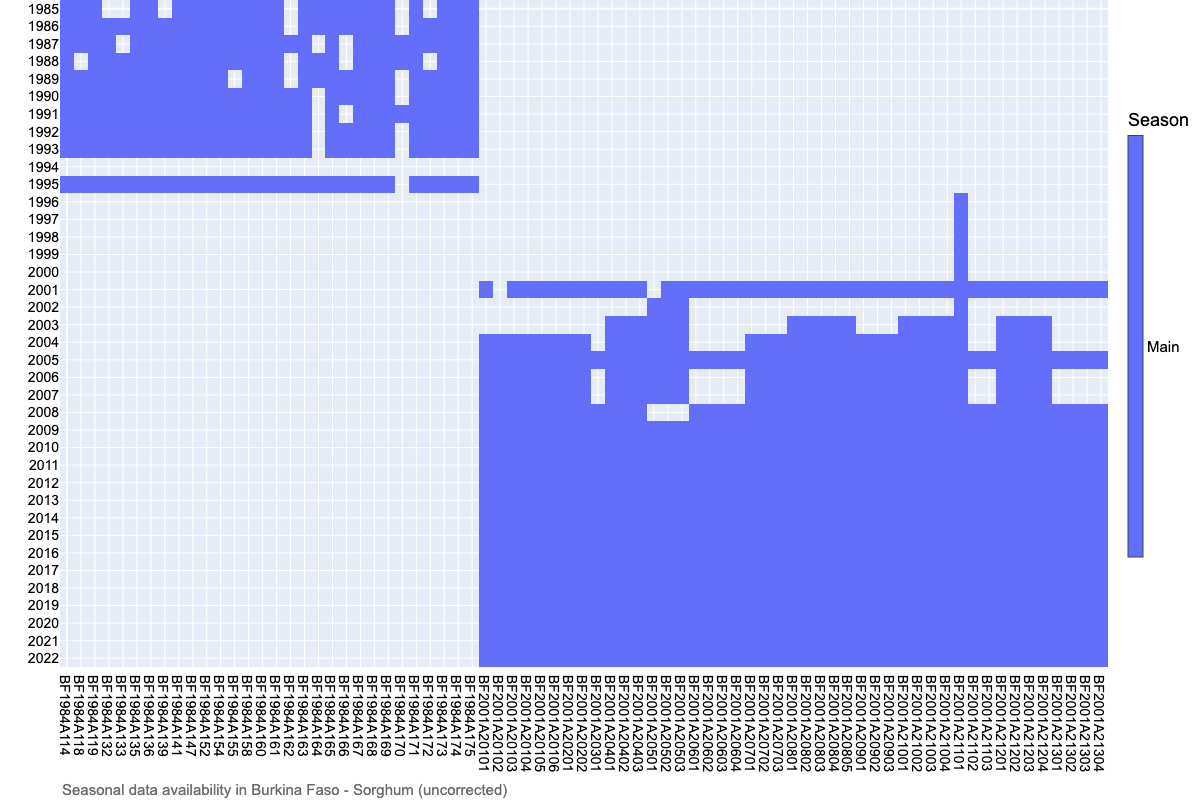 Season
1985
1986
1987
1988
1989
1990
1991
1992
1993
1994
1995
1996
1997
1998
1999
2000
2001
2002
2003
2004
2005
2006
2007
2008
2009
2010
2011
2012
2013
2014
2015
2016
2017
2018
2019
2020
2021
2022
Main
BF1984A114
BF1984A118
BF1984A119
BF1984A132
BF1984A133
BF1984A135
BF1984A136
BF1984A139
BF1984A141
BF1984A147
BF1984A152
BF1984A154
BF1984A155
BF1984A158
BF1984A160
BF1984A161
BF1984A162
BF1984A163
BF1984A164
BF1984A165
BF1984A166
BF1984A167
BF1984A168
BF1984A169
BF1984A170
BF1984A171
BF1984A172
BF1984A173
BF1984A174
BF1984A175
BF2001A20101
BF2001A20102
BF2001A20103
BF2001A20104
BF2001A20105
BF2001A20106
BF2001A20201
BF2001A20202
BF2001A20301
BF2001A20401
BF2001A20402
BF2001A20403
BF2001A20501
BF2001A20502
BF2001A20503
BF2001A20601
BF2001A20602
BF2001A20603
BF2001A20604
BF2001A20701
BF2001A20702
BF2001A20703
BF2001A20801
BF2001A20802
BF2001A20803
BF2001A20804
BF2001A20805
BF2001A20901
BF2001A20902
BF2001A20903
BF2001A21001
BF2001A21002
BF2001A21003
BF2001A21004
BF2001A21101
BF2001A21102
BF2001A21103
BF2001A21201
BF2001A21202
BF2001A21203
BF2001A21204
BF2001A21301
BF2001A21302
BF2001A21303
BF2001A21304
Seasonal data availability in Burkina Faso - Sorghum (uncorrected)